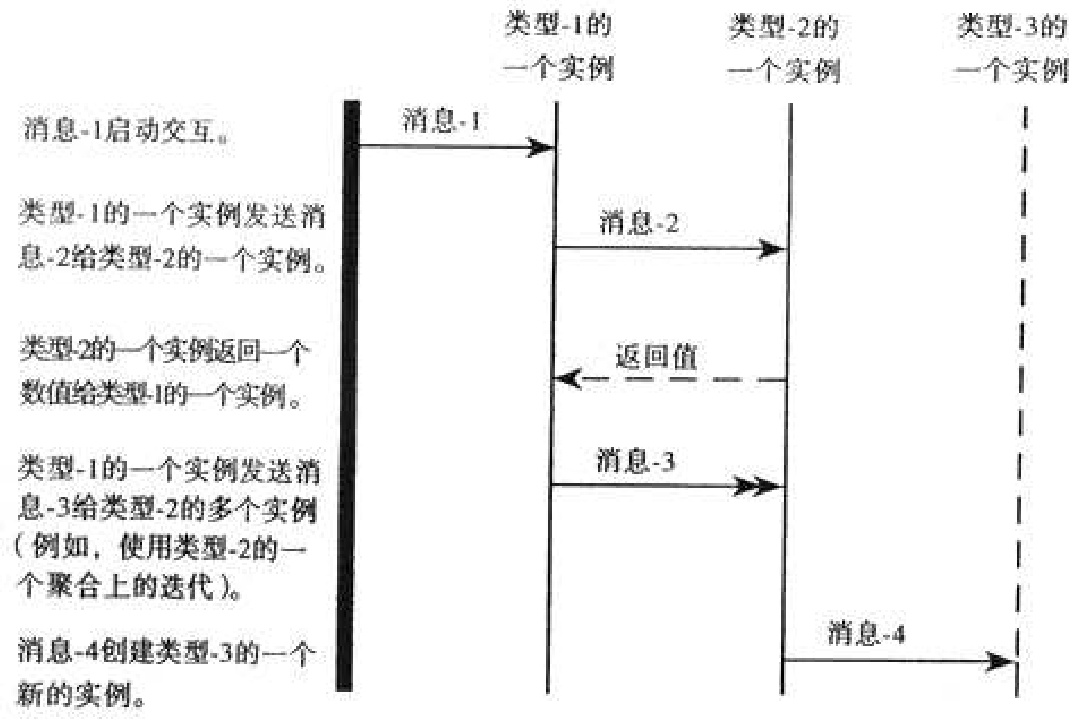 类型-1的
一个实例
类型-2的
一个实例
类型-3的
一个实例
消息-1启动交互。
消息-1
类型-1的一个实例发送消
息-2给类型-2的一个实例。
消息-2
类型-2的一个实例返回一个
数值给类型-1的一个实例。
返回值
类型-1的一个实例发送消
息-3给类型-2的多个实例
(例如，使用类型-2的一
个聚合上的迭代)。
消息-3
消息-4创建类型-3的一个
新的实例。
消息-4